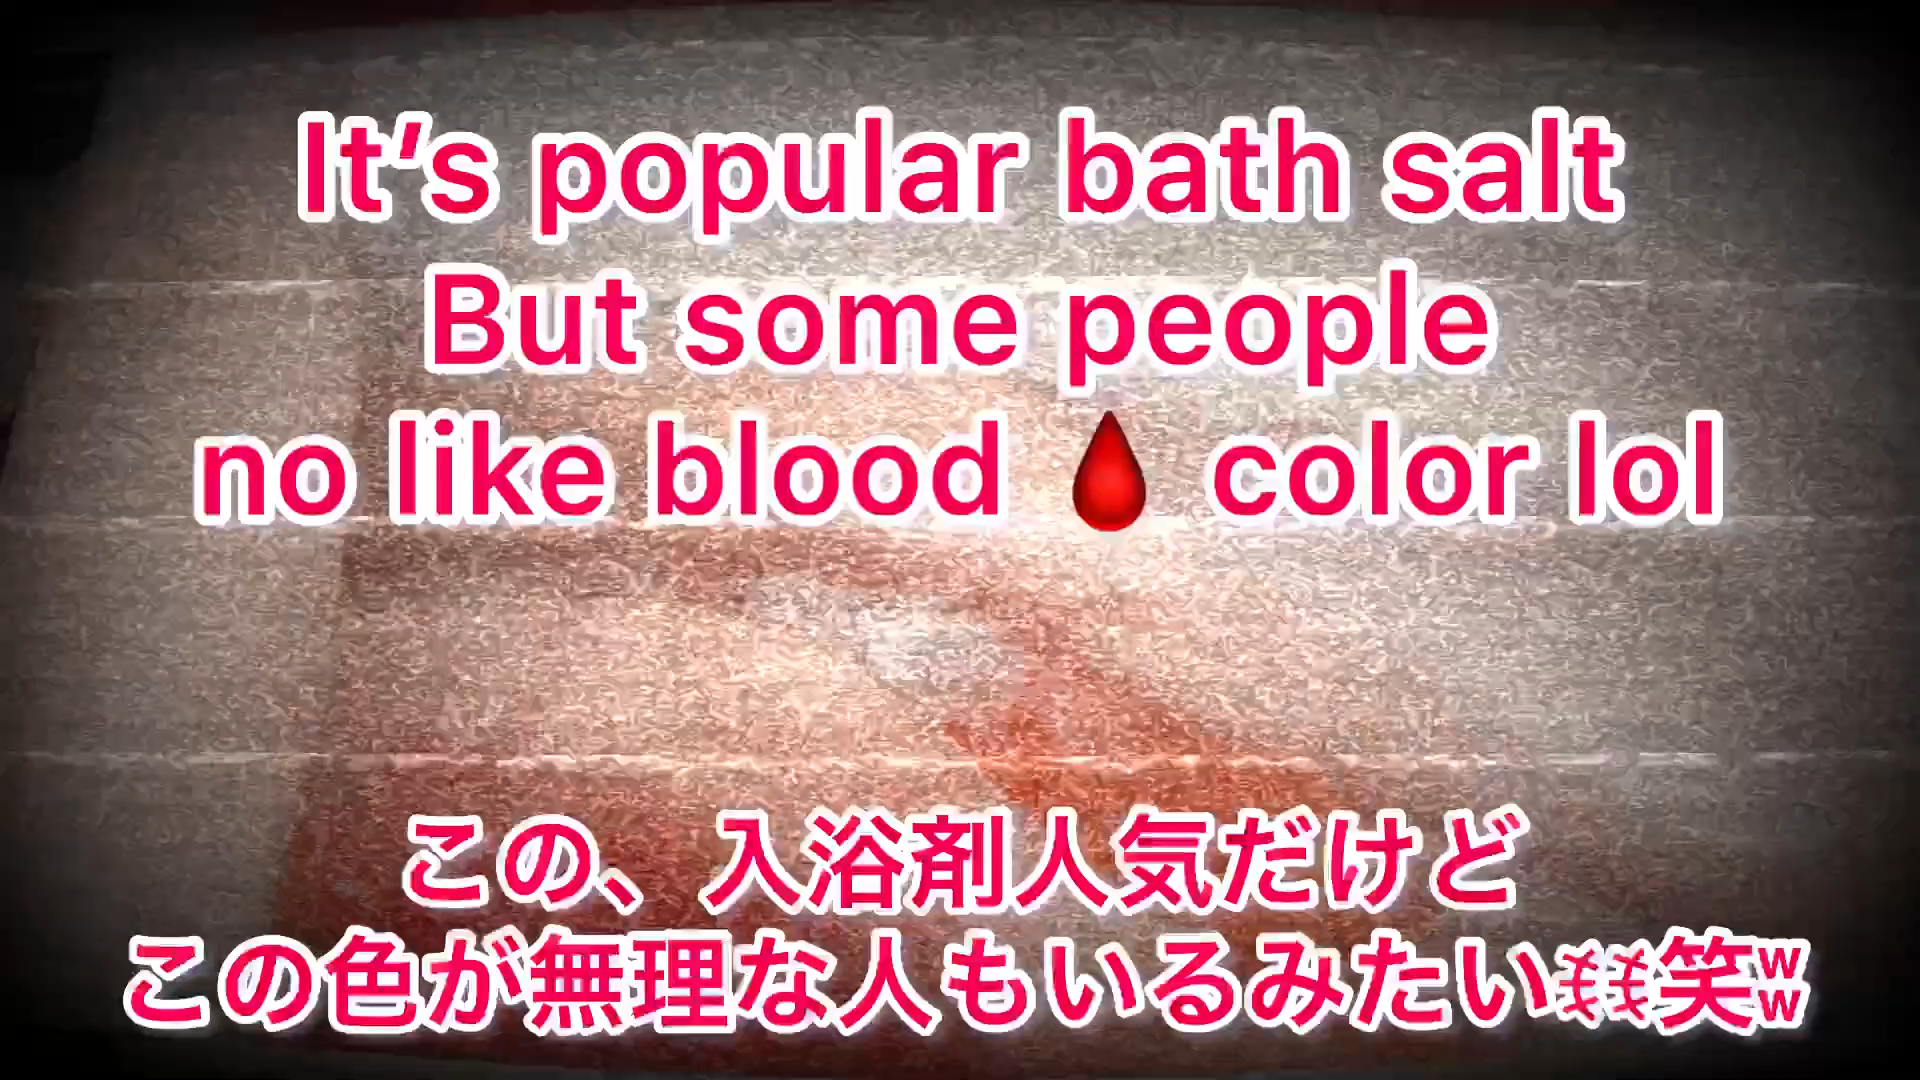 It's popular bath salt
But some people
no like blood 🩸 color lol
この、入浴剤人気だけど
この色が無理な人もいるみたい💢💢笑ww